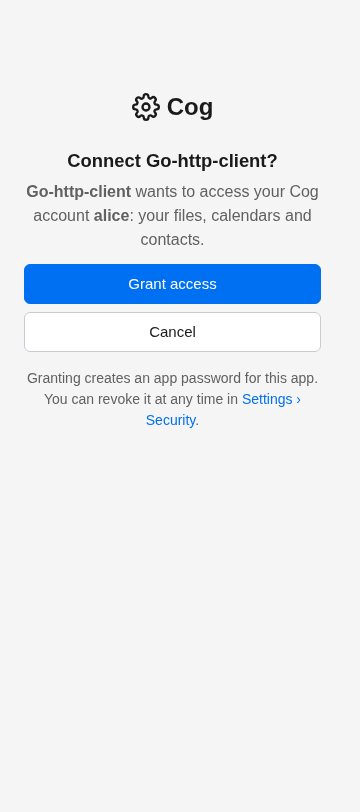 Cog
Connect Go-http-client?
Go-http-client wants to access your Cog
account alice: your files, calendars and
contacts.
Grant access
Cancel
Granting creates an app password for this app.
You can revoke it at any time in Settings ›
Security.